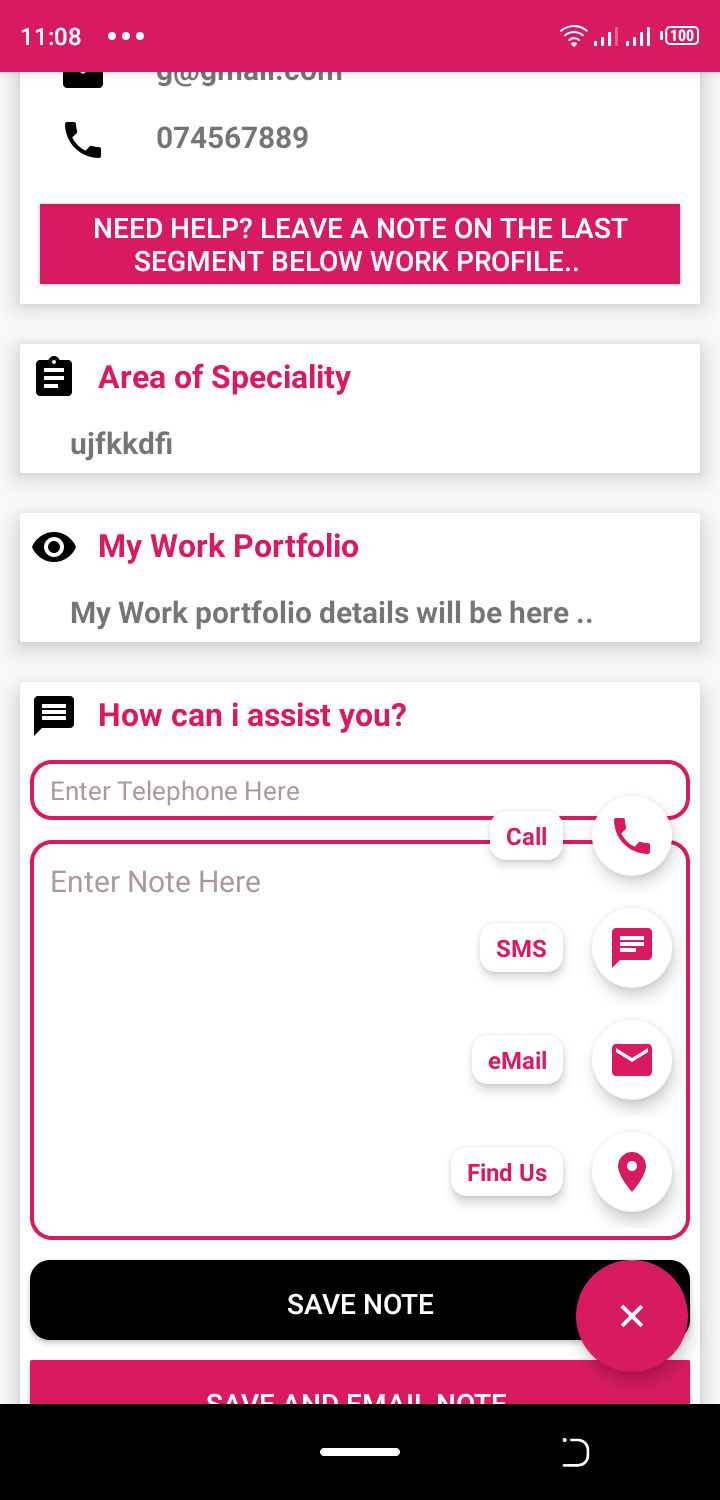 11:08
100
g@gmail.com
074567889
NEED HELP? LEAVE A NOTE ON THE LAST
SEGMENT BELOW WORK PROFILE..
Area of Speciality
ujfkkdfi
My Work Portfolio
My Work portfolio details will be here ..
How can i assist you?
Enter Telephone Here
Call
Enter Note Here
SMS
eMail
Find Us
SAVE NOTE
SAVE AND EMAIL NOTE